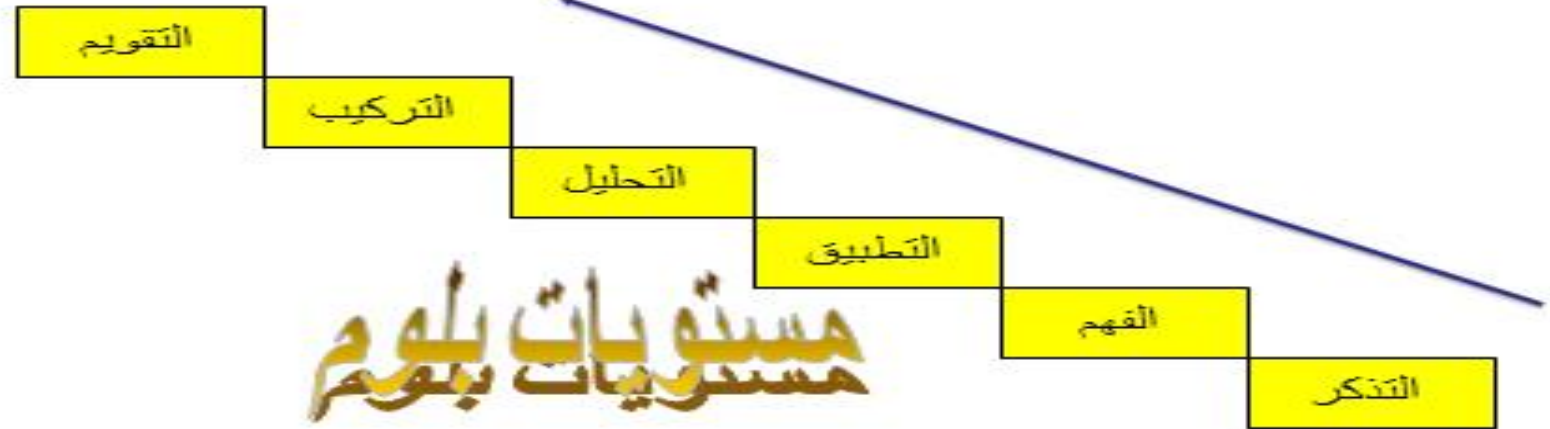 التقويم
التركيب
التحليل
التطبيق
الفهم
التذكر
مستويات بلوم